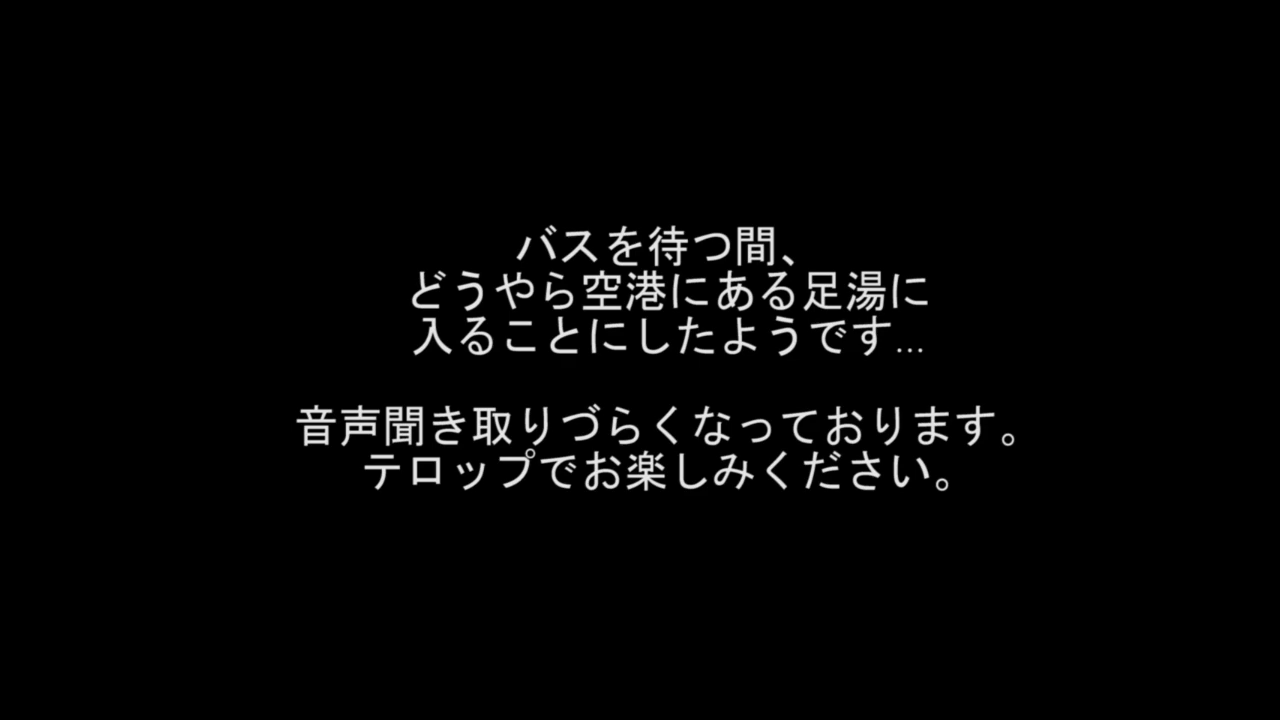 バスを待つ間、
どうやら空港にある足湯に
入ることにしたようです...
音声聞き取りづらくなっております。
テロップでお楽しみください。